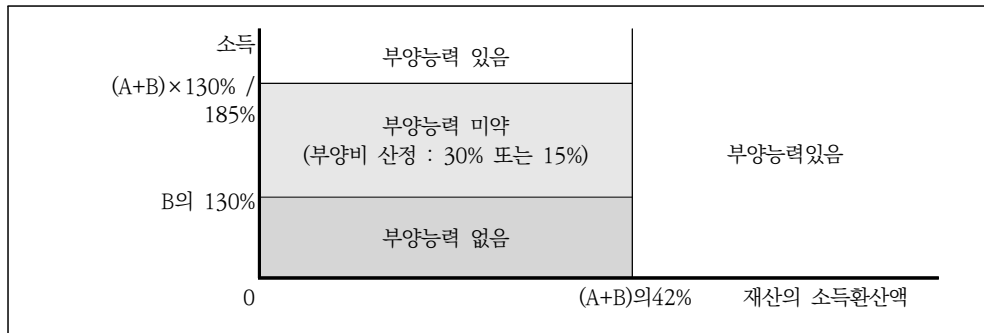 소득
부양능력 있음
(A+B)×130% /
185%
부양능력 미약
(부양비 산정 : 30% 또는 15%)
부양능력있음
B의 130%
부양능력 없음
0
(A+B)의42%
재산의 소득환산액